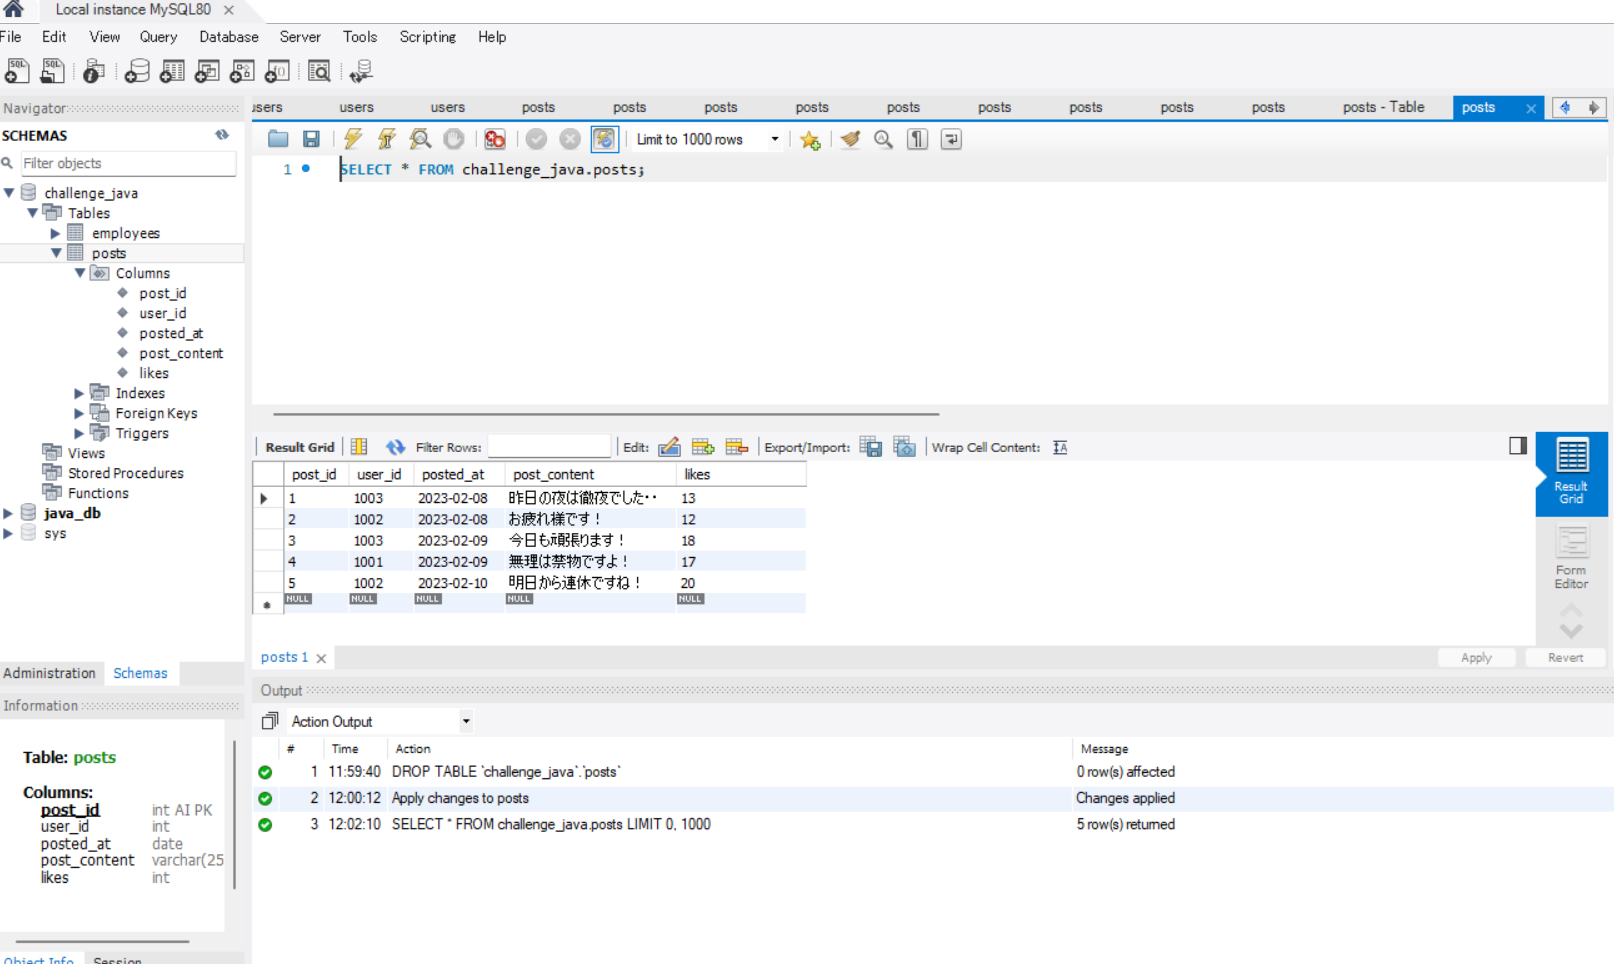 Local instance MySQL80
File Edit View Query Database Server Tools Scripting Help
Navigator
SCHEMAS
Filter objects
challenge_java
Tables
employees
posts
Columns
post_id
user_id
posted_at
post_content
likes
Indexes
Foreign Keys
Triggers
Views
Stored Procedures
Functions
java_db
sys
Administration Schemas
Information
Table: posts
Columns:
post_id int AI PK
user_id int
posted_at date
post_content varchar(25
likes int
Object Info Session
users users users posts posts posts posts posts posts posts posts posts posts - Table posts
Limit to 1000 rows
1 SELECT * FROM challenge_java.posts;
Result Grid Filter Rows: Edit: Export/Import: Wrap Cell Content:
post_id user_id posted_at post_content likes
1 1003 2023-02-08 昨日の夜は徹夜でした・・ 13
2 1002 2023-02-08 お疲れ様です！ 12
3 1003 2023-02-09 今日も頑張ります！ 18
4 1001 2023-02-09 無理は禁物ですよ！ 17
5 1002 2023-02-10 明日から連休ですね！ 20
NULL NULL NULL NULL NULL
Result
Grid
Form
Editor
posts 1
Apply Revert
Output
Action Output
# Time Action Message
1 11:59:40 DROP TABLE `challenge_java`.`posts` 0 row(s) affected
2 12:00:12 Apply changes to posts Changes applied
3 12:02:10 SELECT * FROM challenge_java.posts LIMIT 0, 1000 5 row(s) returned